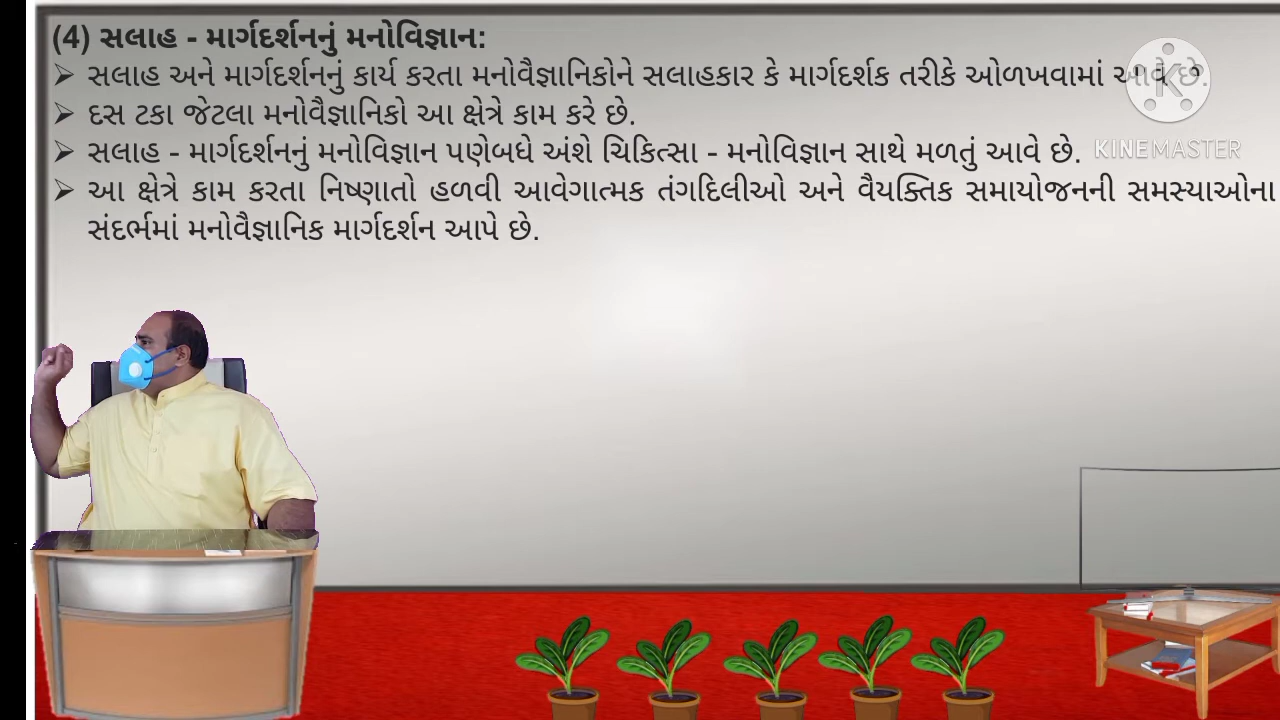 (4) સલાહ - માર્ગદર્શનનું મનોવિજ્ઞાન:
➢ સલાહ અને માર્ગદર્શનનું કાર્ય કરતા મનોવૈજ્ઞાનિકોને સલાહકાર કે માર્ગદર્શક તરીકે ઓળખવામાં આવે છે.
➢ દસ ટકા જેટલા મનોવૈજ્ઞાનિકો આ ક્ષેત્રે કામ કરે છે.
➢ સલાહ - માર્ગદર્શનનું મનોવિજ્ઞાન પણેબધે અંશે ચિકિત્સા - મનોવિજ્ઞાન સાથે મળતું આવે છે.
KINEMASTER
➢ આ ક્ષેત્રે કામ કરતા નિષ્ણાતો હળવી આવેગાત્મક તંગદિલીઓ અને વૈયક્તિક સમાયોજનની સમસ્યાઓના
સંદર્ભમાં મનોવૈજ્ઞાનિક માર્ગદર્શન આપે છે.